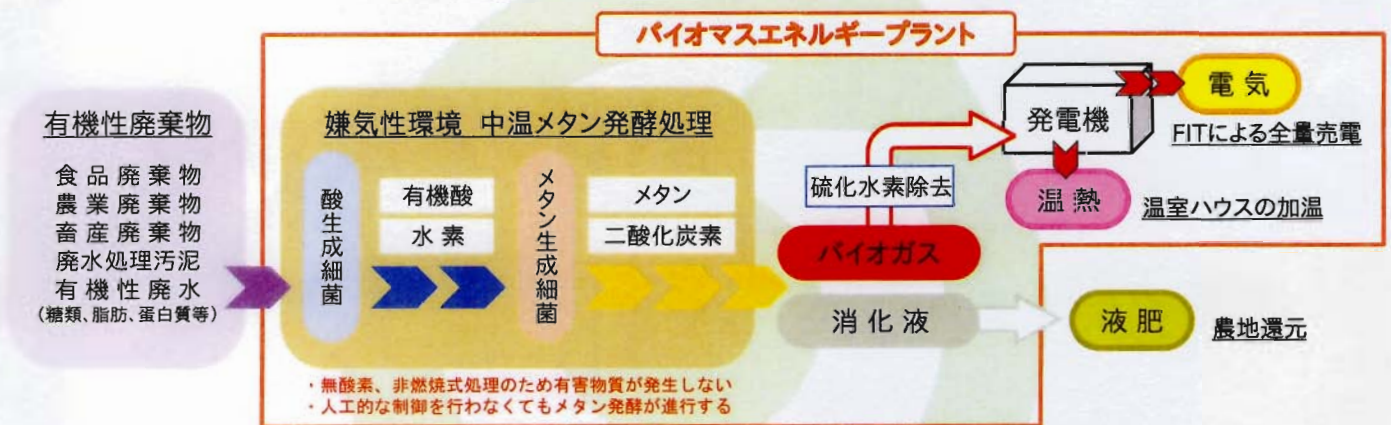 バイオマスエネルギープラント
有機性廃棄物
食品廃棄物
農業廃棄物
畜産廃棄物
廃水処理汚泥
有機性廃水
(糖類、脂肪、蛋白質等)
嫌気性環境 中温メタン発酵処理
酸生成細菌
有機酸
水素
メタン生成細菌
メタン
二酸化炭素
・無酸素、非燃焼式処理のため有害物質が発生しない
・人工的な制御を行わなくてもメタン発酵が進行する
硫化水素除去
バイオガス
消化液
発電機
電気
FITによる全量売電
温熱
温室ハウスの加温
液肥
農地還元